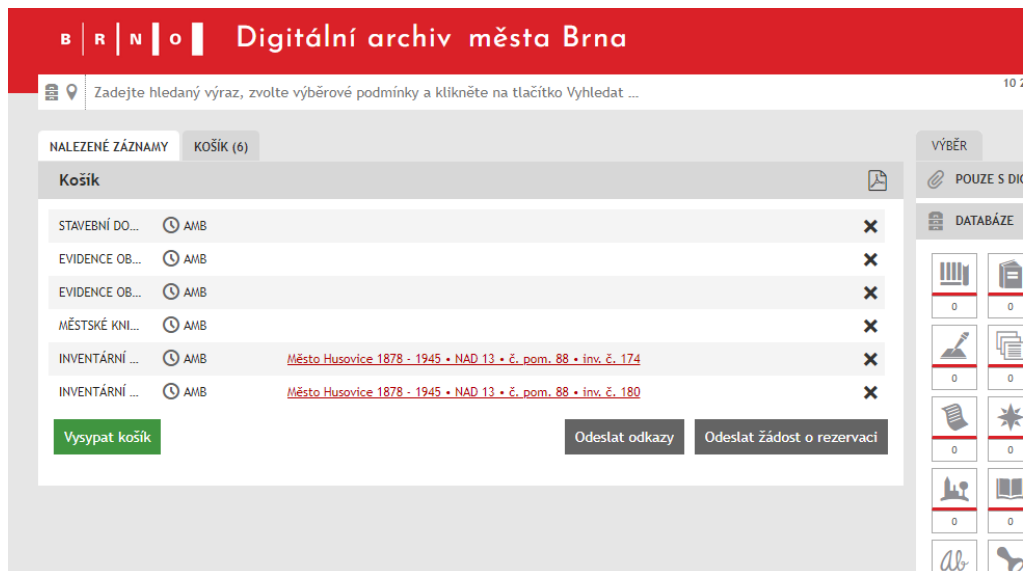 BRNO Digitální archiv města Brna
Zadejte hledaný výraz, zvolte výběrové podmínky a klikněte na tlačítko Vyhledat ...
10 2
NALEZENÉ ZÁZNAMY KOŠÍK (6)
VÝBĚR
Košík
POUZE S DIG
STAVEBNÍ DO... AMB
DATABÁZE
EVIDENCE OB... AMB
EVIDENCE OB... AMB
0 0
MĚSTSKÉ KNI... AMB
INVENTÁRNÍ ... AMB Město Husovice 1878 - 1945 • NAD 13 • č. pom. 88 • inv. č. 174
0 0
INVENTÁRNÍ ... AMB Město Husovice 1878 - 1945 • NAD 13 • č. pom. 88 • inv. č. 180
Vysypat košík Odeslat odkazy Odeslat žádost o rezervaci
0 0
0 0
Ab